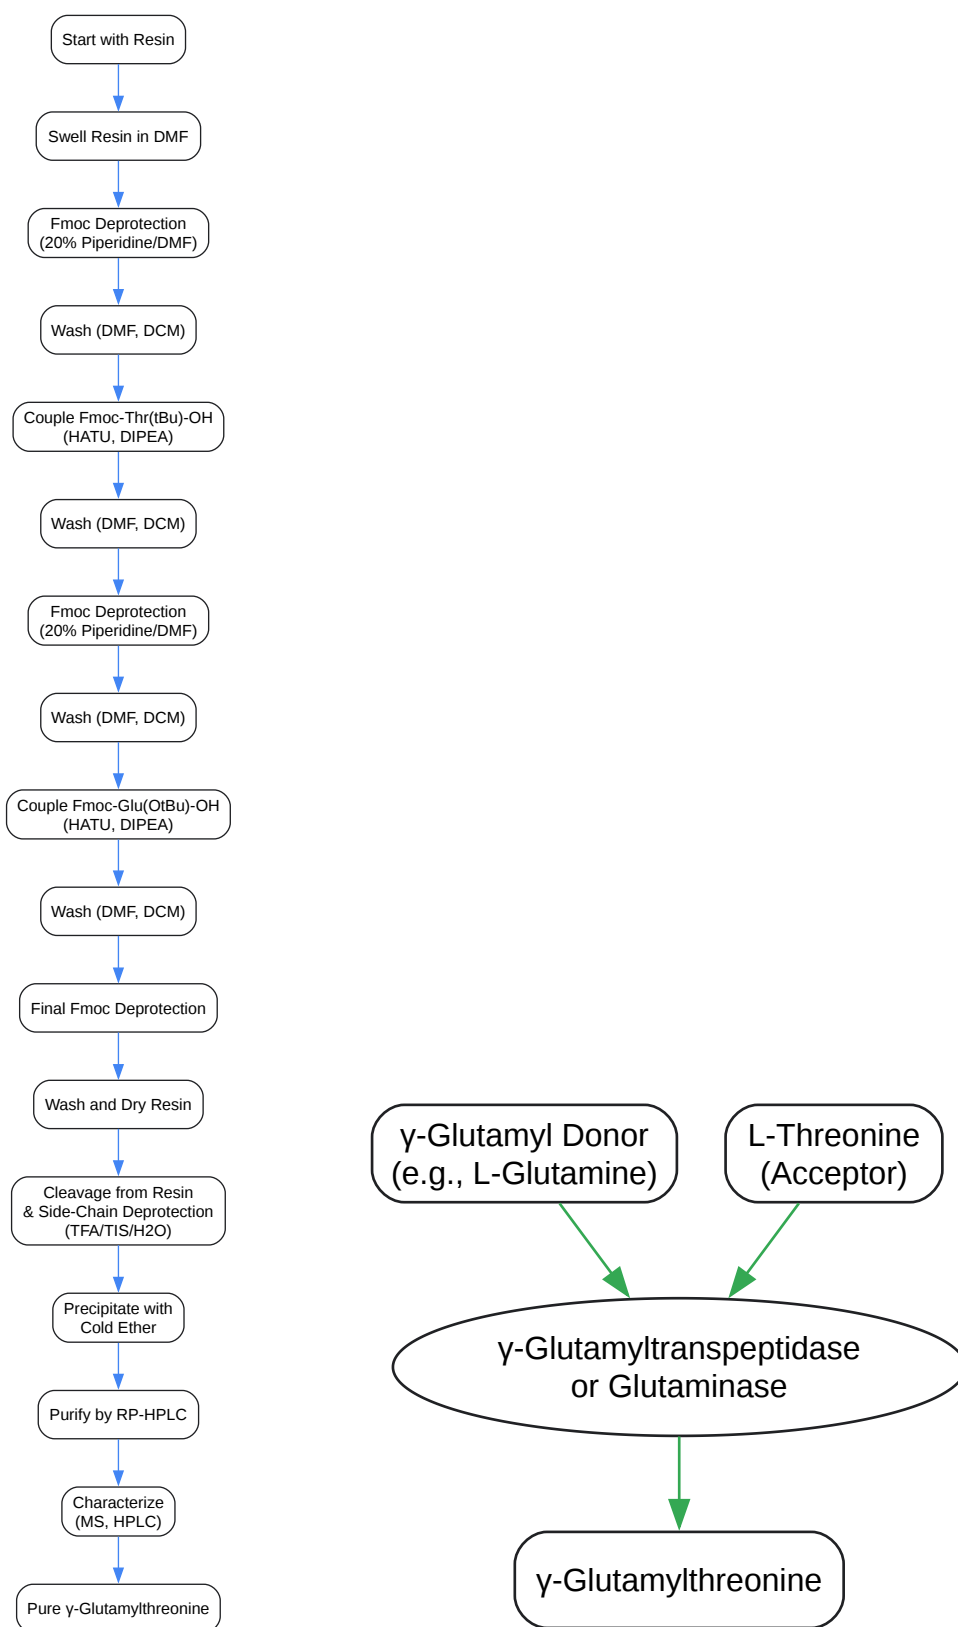 Start with Resin
Swell Resin in DMF
Fmoc Deprotection
(20% Piperidine/DMF)
Wash (DMF, DCM)
Couple Fmoc-Thr(tBu)-OH
(HATU, DIPEA)
Wash (DMF, DCM)
Fmoc Deprotection
(20% Piperidine/DMF)
Wash (DMF, DCM)
Couple Fmoc-Glu(OtBu)-OH
(HATU, DIPEA)
Wash (DMF, DCM)
Final Fmoc Deprotection
Wash and Dry Resin
Cleavage from Resin
& Side-Chain Deprotection
(TFA/TIS/H2O)
Precipitate with
Cold Ether
Purify by RP-HPLC
Characterize
(MS, HPLC)
Pure γ-Glutamylthreonine
γ-Glutamyl Donor
(e.g., L-Glutamine)
L-Threonine
(Acceptor)
γ-Glutamyltranspeptidase
or Glutaminase
γ-Glutamylthreonine